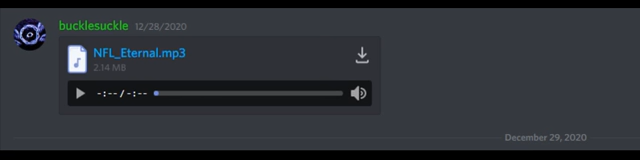 bucklesuckle 12/28/2020
NFL_Eternal.mp3
2.14 MB
-:-- / -:--
December 29, 2020